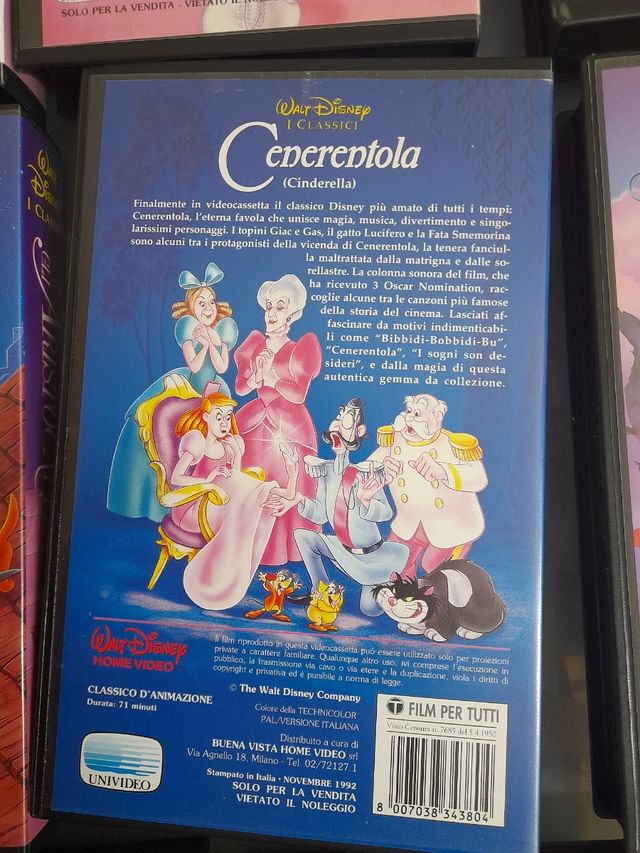 SOLO PER LA VENDITA - VIETATO IL NOLEGGIO
WALT DISNEY
I CLASSICI
Cenerentola
(Cinderella)
Finalmente in videocassetta il classico Disney più amato di tutti i tempi:
Cenerentola, l'eterna favola che unisce magia, musica, divertimento e singo-
larissimi personaggi. I topini Giac e Gas, il gatto Lucifero e la Fata Smemorina
sono alcuni tra i protagonisti della vicenda di Cenerentola, la tenera fanciul-
la maltrattata dalla matrigna e dalle so-
rellastre. La colonna sonora del film, che
ha ricevuto 3 Oscar Nomination, rac-
coglie alcune tra le canzoni più famose
della storia del cinema. Lasciati af-
fascinare da motivi indimenticabi-
li come "Bibbidi-Bobbidi-Bu",
"Cenerentola", "I sogni son de-
sideri", e dalla magia di questa
autentica gemma da collezione.
WALT DISNEY
HOME VIDEO
Il film riprodotto in questa videocassetta può essere utilizzato solo per proiezioni
private a carattere familiare. Qualunque altro uso, ivi comprese l'esecuzione in
pubblico, la trasmissione via cavo o via etere e la duplicazione, viola i diritti di
copyright e privativa ed è punibile a norma di legge.
CLASSICO D'ANIMAZIONE
Durata: 71 minuti
© The Walt Disney Company
Colore della TECHNICOLOR
PAL/VERSIONE ITALIANA
Distribuito a cura di
BUENA VISTA HOME VIDEO srl
Via Agnello 18, Milano - Tel. 02/72127.1
Stampato in Italia - NOVEMBRE 1992
SOLO PER LA VENDITA
VIETATO IL NOLEGGIO
UNIVIDEO
T FILM PER TUTTI
Visto Censura n. 7685 del 5.4.1950
8 007038 343804
Walt Disney
I CLASSICI
GLI ARISTOGATTI